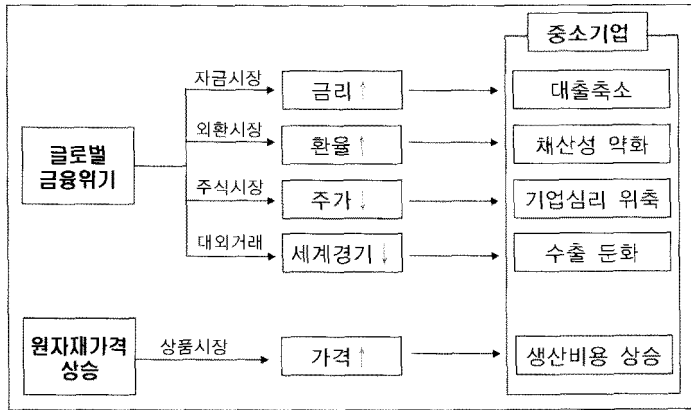 중소기업
자금시장
금리↑
대출축소
외환시장
환율↑
채산성 약화
글로벌
금융위기
주식시장
주가↓
기업심리 위축
대외거래
세계경기↓
수출 둔화
원자재가격
상승
상품시장
가격↑
생산비용 상승